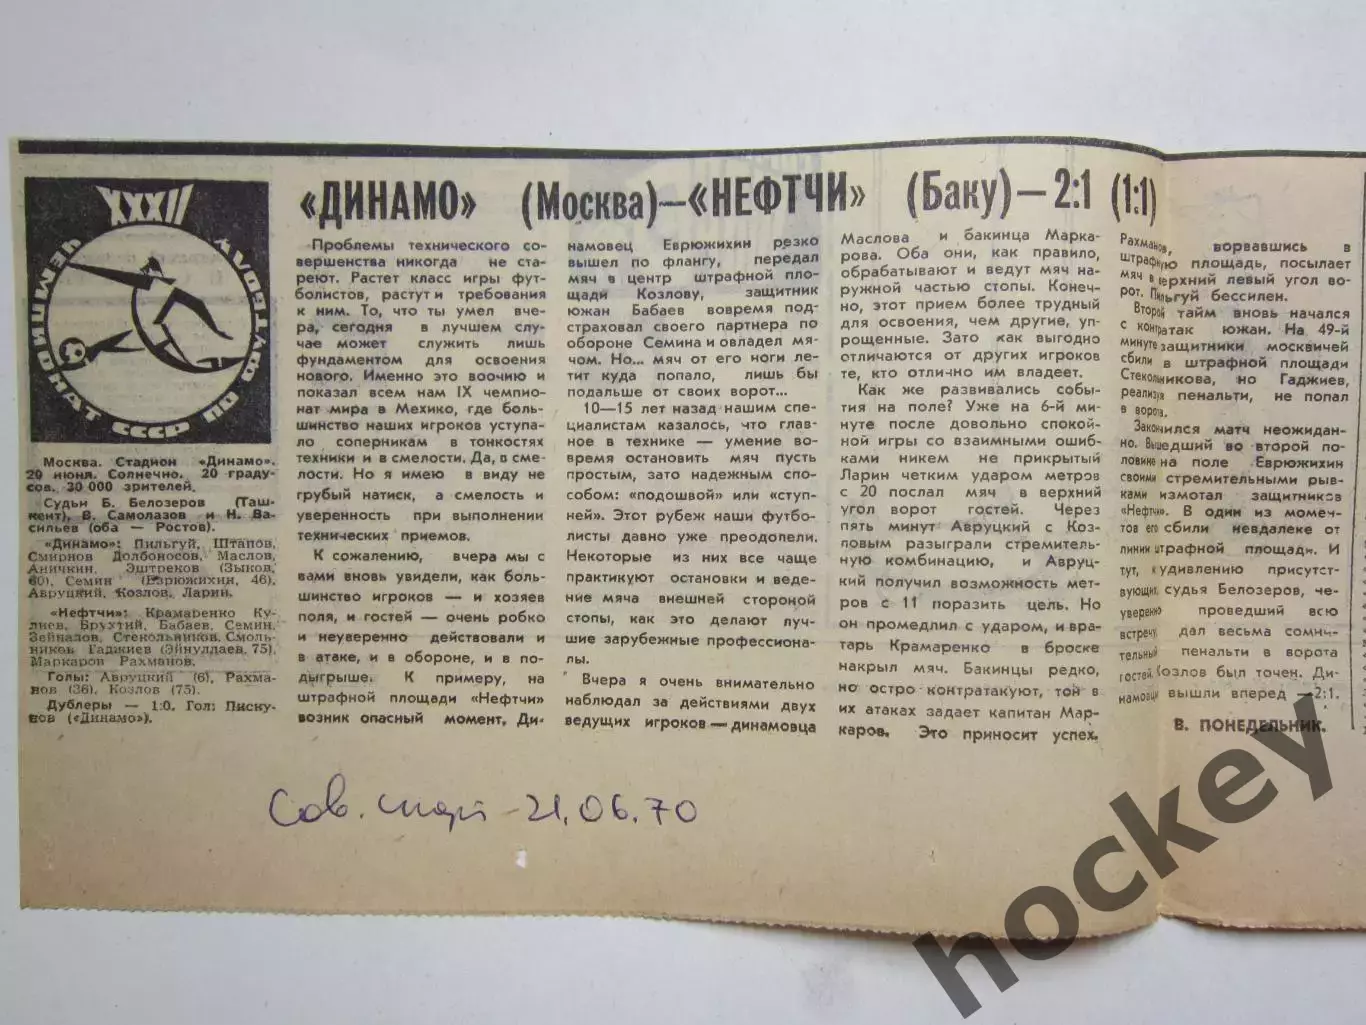 «ДИНАМО» (Москва)—«НЕФТЧИ» (Баку)—2:1 (1:1)
XXXII
ЧЕМПИОНАТ СССР ПО ФУТБОЛУ
Москва. Стадион «Динамо».
20 июня. Солнечно. 20 граду-
сов. 30 000 зрителей.
Судьи Б. Белозеров (Таш-
кент), В. Самолазов и Н. Ва-
сильев (оба — Ростов).
«Динамо»: Пильгуй, Штапов,
Смирнов Долбоносов, Маслов,
Аничкин, Эштреков (Зыков,
60), Семин (Еврюжихин, 46),
Авруцкий, Козлов, Ларин.
«Нефтчи»: Крамаренко Ку-
лиев, Брухтий, Бабаев, Семин,
Зейналов, Стекольников, Смоль-
ников Гаджиев (Эйнуллаев, 75),
Маркаров Рахманов.
Голы: Авруцкий (6), Рахма-
нов (36), Козлов (75).
Дублеры — 1:0. Гол: Писку-
нов («Динамо»).
Проблемы технического со-
вершенства никогда не ста-
реют. Растет класс игры фут-
болистов, растут и требования
к ним. То, что ты умел вче-
ра, сегодня в лучшем слу-
чае может служить лишь
фундаментом для освоения
нового. Именно это воочию и
показал всем нам IX чемпио-
нат мира в Мехико, где боль-
шинство наших игроков уступа-
ло соперникам в тонкостях
техники и в смелости. Да, в сме-
лости. Но я имею в виду не
грубый натиск, а смелость и
уверенность при выполнении
технических приемов.
К сожалению, вчера мы с
вами вновь увидели, как боль-
шинство игроков — и хозяев
поля, и гостей — очень робко
и неуверенно действовали и
в атаке, и в обороне, и в по-
дыгрыше. К примеру, на
штрафной площади «Нефтчи»
возник опасный момент. Ди-
намовец Еврюжихин резко
вышел по флангу, передал
мяч в центр штрафной пло-
щади Козлову, защитник
южан Бабаев вовремя под-
страховал своего партнера по
обороне Семина и овладел мя-
чом. Но... мяч от его ноги ле-
тит куда попало, лишь бы
подальше от своих ворот...
10—15 лет назад нашим спе-
циалистам казалось, что глав-
ное в технике — умение во-
время остановить мяч пусть
простым, зато надежным спо-
собом: «подошвой» или «ступ-
ней». Этот рубеж наши футбо-
листы давно уже преодолели.
Некоторые из них все чаще
практикуют остановки и веде-
ние мяча внешней стороной
стопы, как это делают луч-
шие зарубежные профессиона-
лы.
Вчера я очень внимательно
наблюдал за действиями двух
ведущих игроков — динамовца
Маслова и бакинца Марка-
рова. Оба они, как правило,
обрабатывают и ведут мяч на-
ружной частью стопы. Конеч-
но, этот прием более трудный
для освоения, чем другие, уп-
рощенные. Зато как выгодно
отличаются от других игроков
те, кто отлично им владеет.
Как же развивались собы-
тия на поле? Уже на 6-й ми-
нуте после довольно спокой-
ной игры со взаимными ошиб-
ками никем не прикрытый
Ларин четким ударом метров
с 20 послал мяч в верхний
угол ворот гостей. Через
пять минут Авруцкий с Коз-
ловым разыграли стремитель-
ную комбинацию, и Авруц-
кий получил возможность мет-
ров с 11 поразить цель. Но
он промедлил с ударом, и вра-
тарь Крамаренко в броске
накрыл мяч. Бакинцы редко,
но остро контратакуют, тон в
их атаках задает капитан Мар-
каров. Это приносит успех.
Рахманов, ворвавшись в
штрафную площадь, посылает
мяч в верхний левый угол во-
рот. Пильгуй бессилен.
Второй тайм вновь начался
с контратак южан. На 49-й
минуте защитники москвичей
сбили в штрафной площади
Стекольникова, но Гаджиев,
реализуя пенальти, не попал
в ворота.
Закончился матч неожидан-
но. Вышедший во второй по-
ловине на поле Еврюжихин
своими стремительными рыв-
ками измотал защитников
«Нефтчи». В один из момен-
тов его сбили невдалеке от
линии штрафной площади. И
тут, к удивлению присутст-
вующих, судья Белозеров, че-
уверенно проведший всю
встречу, дал весьма сомни-
тельный пенальти в ворота
гостей. Козлов был точен. Ди-
намовцы вышли вперед — 2:1.
В. ПОНЕДЕЛЬНИК.
Сов. спорт - 21.06.70
hockey